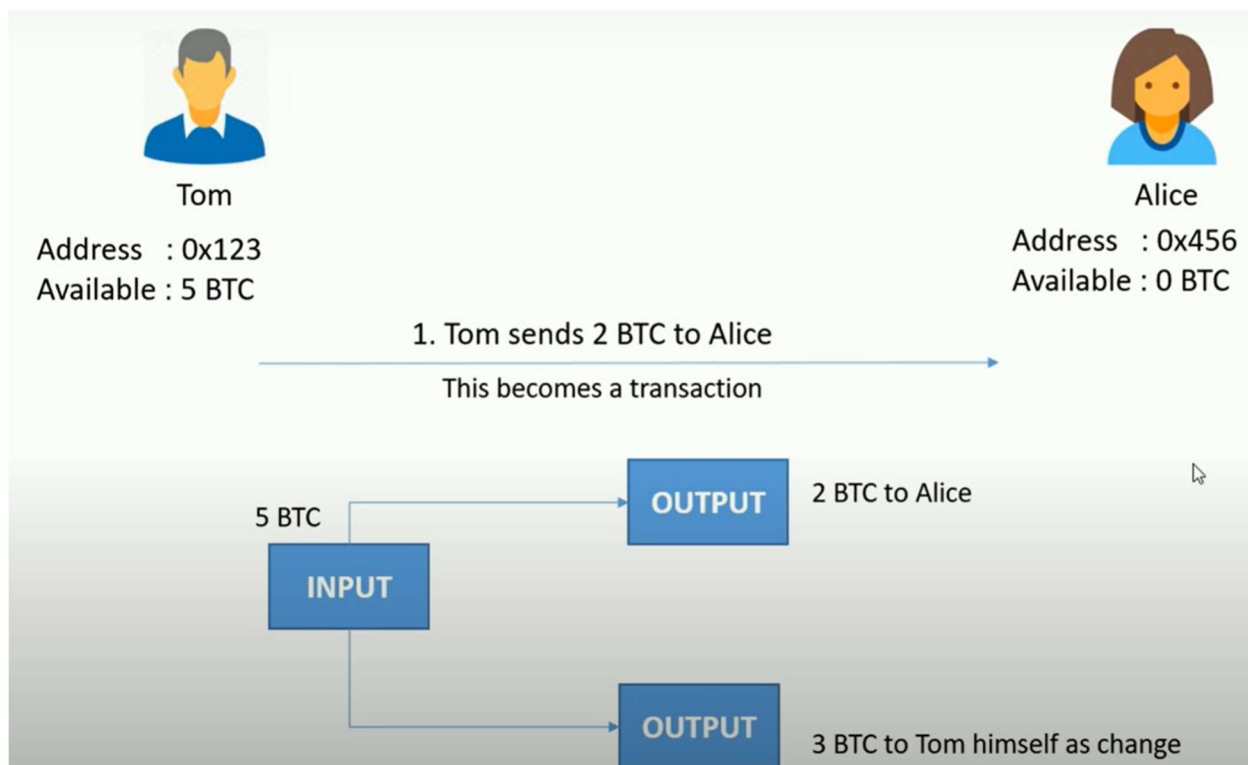 Tom
Address : 0x123
Available : 5 BTC
Alice
Address : 0x456
Available : 0 BTC
1. Tom sends 2 BTC to Alice
This becomes a transaction
5 BTC
INPUT
OUTPUT
2 BTC to Alice
OUTPUT
3 BTC to Tom himself as change